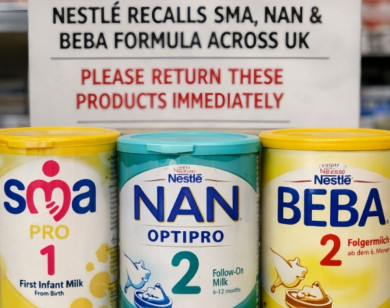 NESTLÉ RECALLS SMA, NAN &
BEBA FORMULA ACROSS UK
PLEASE RETURN THESE
PRODUCTS IMMEDIATELY
sma
PRO
1
First Infant Milk
From Birth
Nestlé
NAN
OPTIPRO
2
Follow-On
Milk
6-12 months
Nestlé
BEBA
2
Folgermilch
ab dem 6. Monat